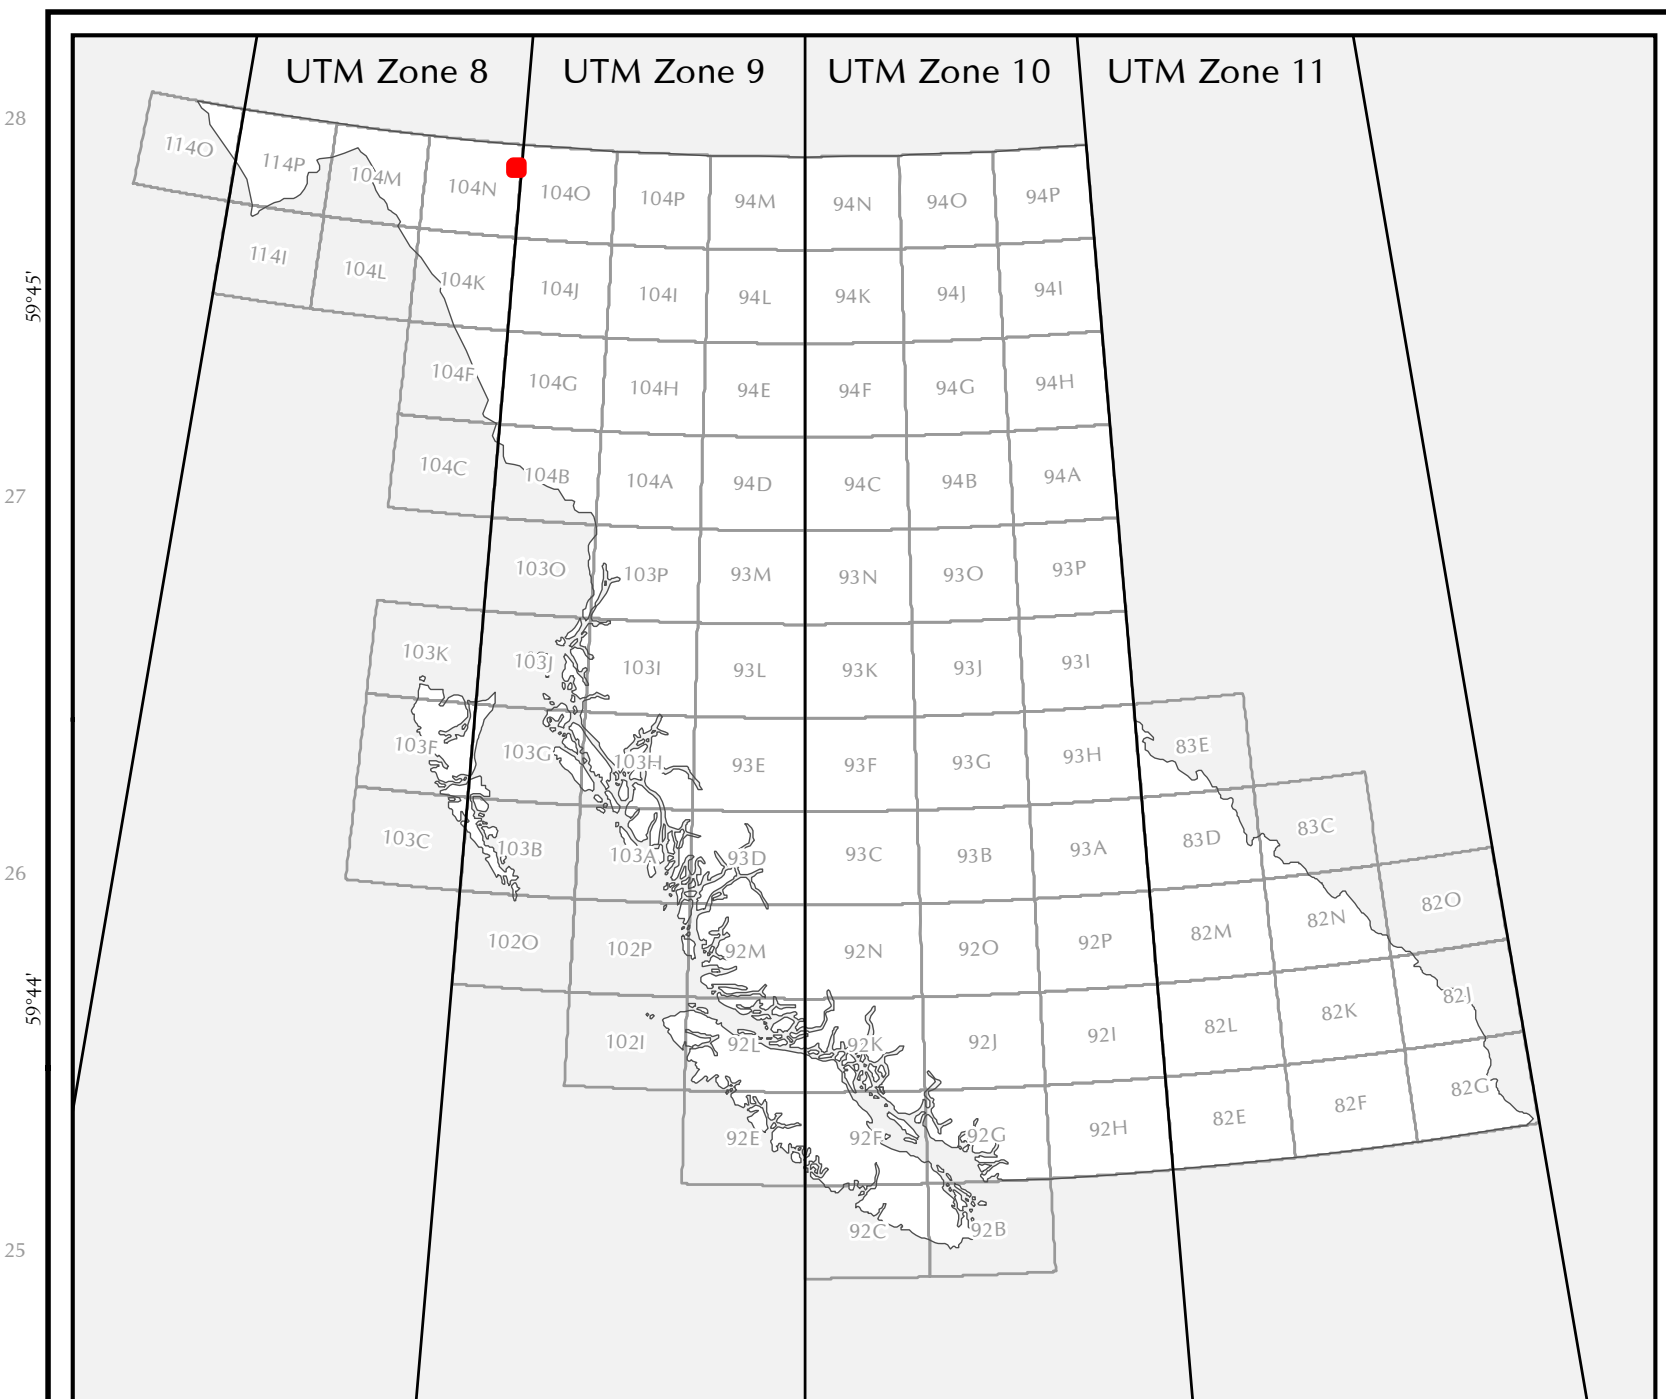 UTM Zone 8 UTM Zone 9 UTM Zone 10 UTM Zone 11
28
114O 114P 104M 104N 104O 104P 94M 94N 94O 94P
114I 104L 104K 104J 104I 94L 94K 94J 94I
59°45'
104F 104G 104H 94E 94F 94G 94H
104C 104B 104A 94D 94C 94B 94A
27
103O 103P 93M 93N 93O 93P
103K 103J 103I 93L 93K 93J 93I
103F 103G 103H 93E 93F 93G 93H 83E
103C 103B 103A 93D 93C 93B 93A 83D 83C
26
102O 102P 92M 92N 92O 92P 82M 82N 82O
59°44'
102I 92L 92K 92J 92I 82L 82K 82J
92E 92F 92G 92H 82E 82F 82G
25
92C 92B